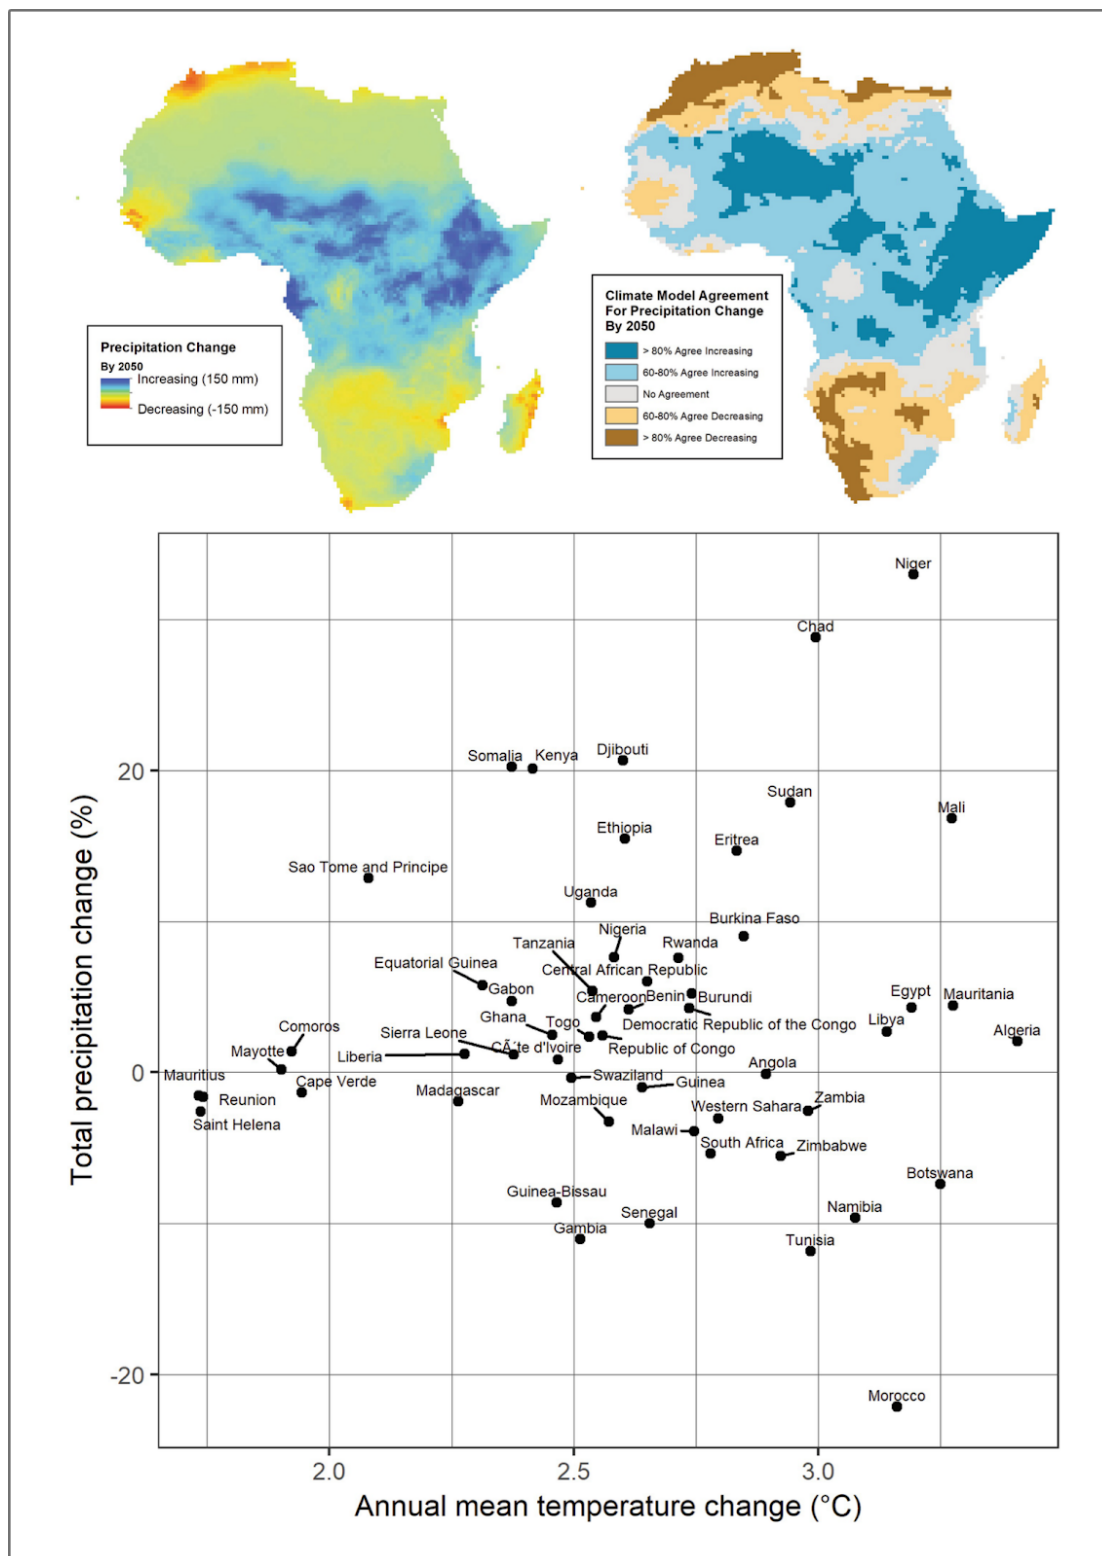 Precipitation Change
By 2050
Increasing (150 mm)
Decreasing (-150 mm)
Climate Model Agreement
For Precipitation Change
By 2050
> 80% Agree Increasing
60-80% Agree Increasing
No Agreement
60-80% Agree Decreasing
> 80% Agree Decreasing
Total precipitation change (%)
20
0
-20
Niger
Chad
Djibouti
Somalia
Kenya
Sudan
Mali
Ethiopia
Eritrea
Sao Tome and Principe
Uganda
Burkina Faso
Nigeria
Tanzania
Rwanda
Equatorial Guinea
Central African Republic
Gabon
Cameroon
Benin
Burundi
Egypt
Mauritania
Ghana
Togo
Democratic Republic of the Congo
Libya
Algeria
Comoros
Sierra Leone
CÃ´te d'Ivoire
Republic of Congo
Mayotte
Liberia
Angola
Mauritius
Cape Verde
Madagascar
Swaziland
Guinea
Reunion
Mozambique
Western Sahara
Zambia
Saint Helena
Malawi
South Africa
Zimbabwe
Botswana
Guinea-Bissau
Senegal
Namibia
Gambia
Tunisia
Morocco
2.0
2.5
3.0
Annual mean temperature change (°C)